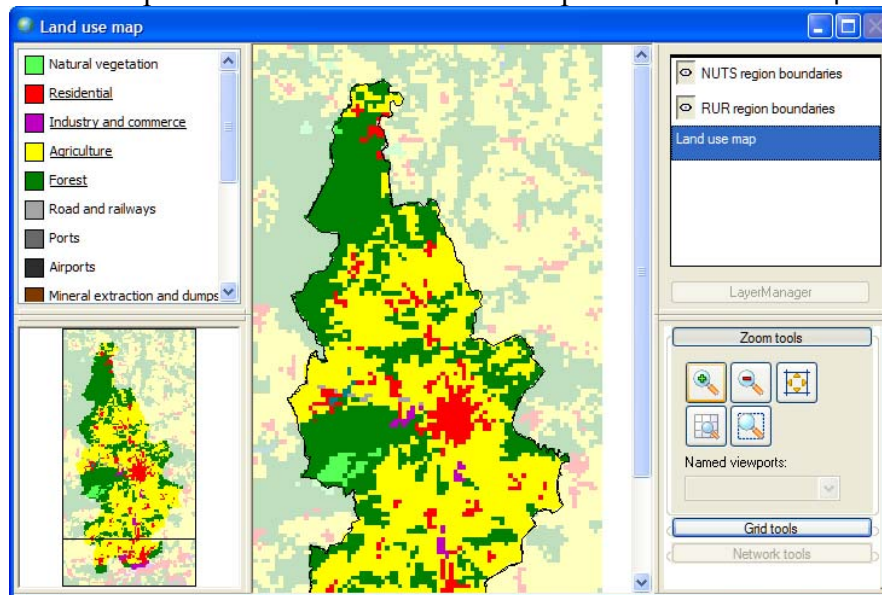 Land use map
Natural vegetation
Residential
Industry and commerce
Agriculture
Forest
Road and railways
Ports
Airports
Mineral extraction and dumps
NUTS region boundaries
RUR region boundaries
Land use map
LayerManager
Zoom tools
Named viewports:
Grid tools
Network tools